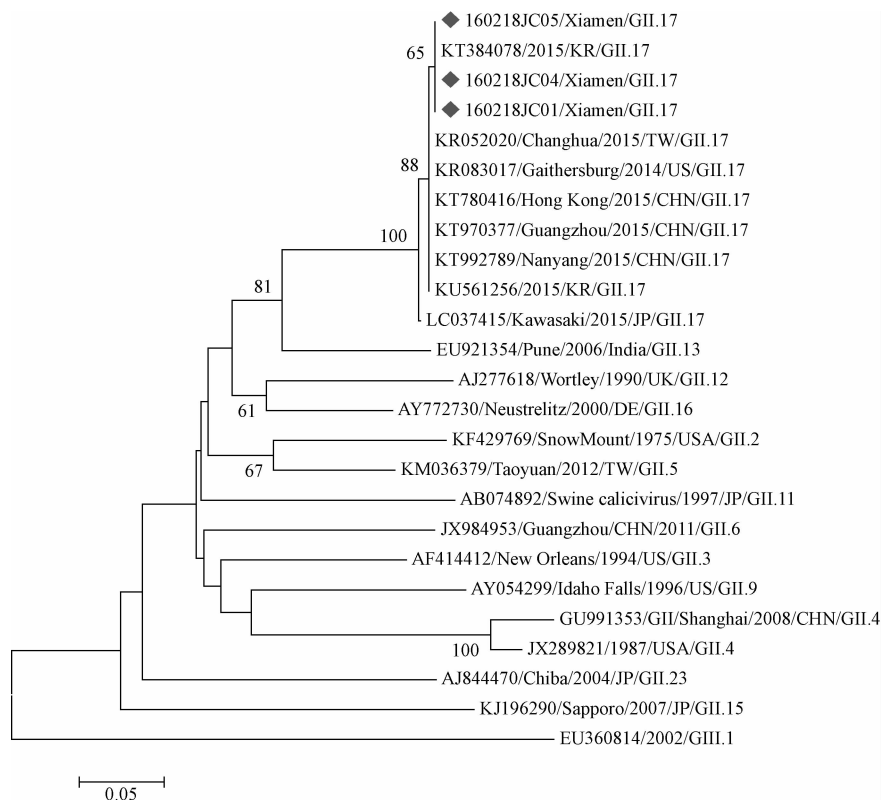 160218JC05/Xiamen/GII.17
65
KT384078/2015/KR/GII.17
160218JC04/Xiamen/GII.17
160218JC01/Xiamen/GII.17
KR052020/Changhua/2015/TW/GII.17
88
KR083017/Gaithersburg/2014/US/GII.17
KT780416/Hong Kong/2015/CHN/GII.17
KT970377/Guangzhou/2015/CHN/GII.17
100
KT992789/Nanyang/2015/CHN/GII.17
81
KU561256/2015/KR/GII.17
LC037415/Kawasaki/2015/JP/GII.17
EU921354/Pune/2006/India/GII.13
AJ277618/Wortley/1990/UK/GII.12
61
AY772730/Neustrelitz/2000/DE/GII.16
KF429769/SnowMount/1975/USA/GII.2
67
KM036379/Taoyuan/2012/TW/GII.5
AB074892/Swine calicivirus/1997/JP/GII.11
JX984953/Guangzhou/CHN/2011/GII.6
AF414412/New Orleans/1994/US/GII.3
AY054299/Idaho Falls/1996/US/GII.9
GU991353/GII/Shanghai/2008/CHN/GII.4
100
JX289821/1987/USA/GII.4
AJ844470/Chiba/2004/JP/GII.23
KJ196290/Sapporo/2007/JP/GII.15
EU360814/2002/GIII.1
0.05